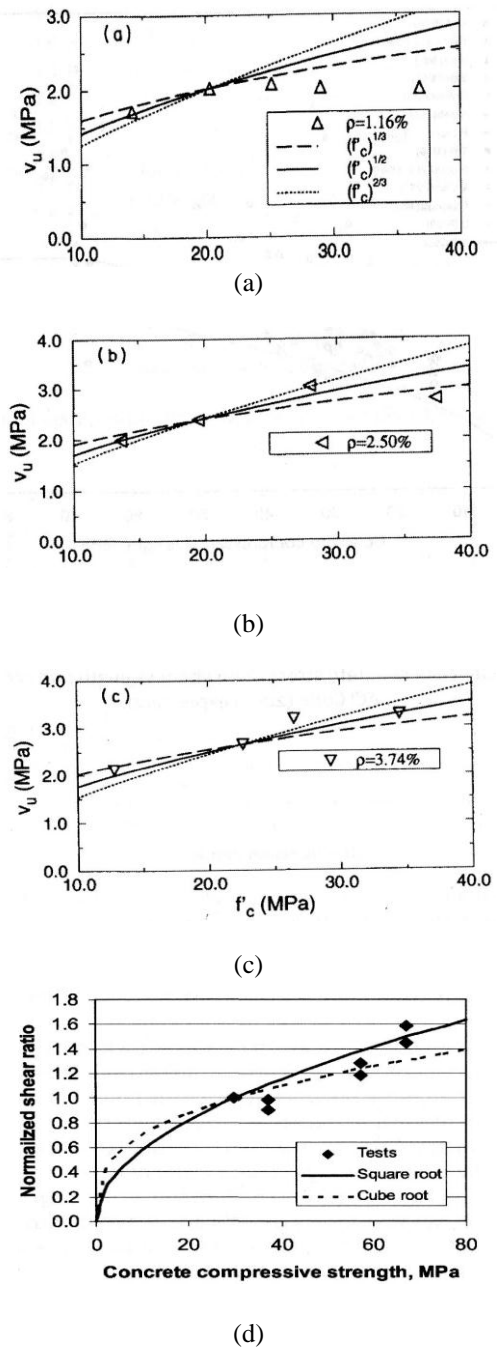 3.0
(a)
2.0
vu (MPa)
△ ρ=1.16%
(f'c)1/3
(f'c)1/2
(f'c)2/3
1.0
0.0
10.0 20.0 30.0 40.0
(a)
4.0
(b)
3.0
vu (MPa)
2.0
◁ ρ=2.50%
1.0
0.0
10.0 20.0 30.0 40.0
(b)
4.0
(c)
3.0
vu (MPa)
2.0
▽ ρ=3.74%
1.0
0.0
10.0 20.0 30.0 40.0
f'c (MPa)
(c)
1.8
1.6
1.4
1.2
1.0
0.8
0.6
0.4
0.2
0.0
Normailzed shear ratio
Tests
Square root
Cube root
0 20 40 60 80
Concrete compressive strength, MPa
(d)